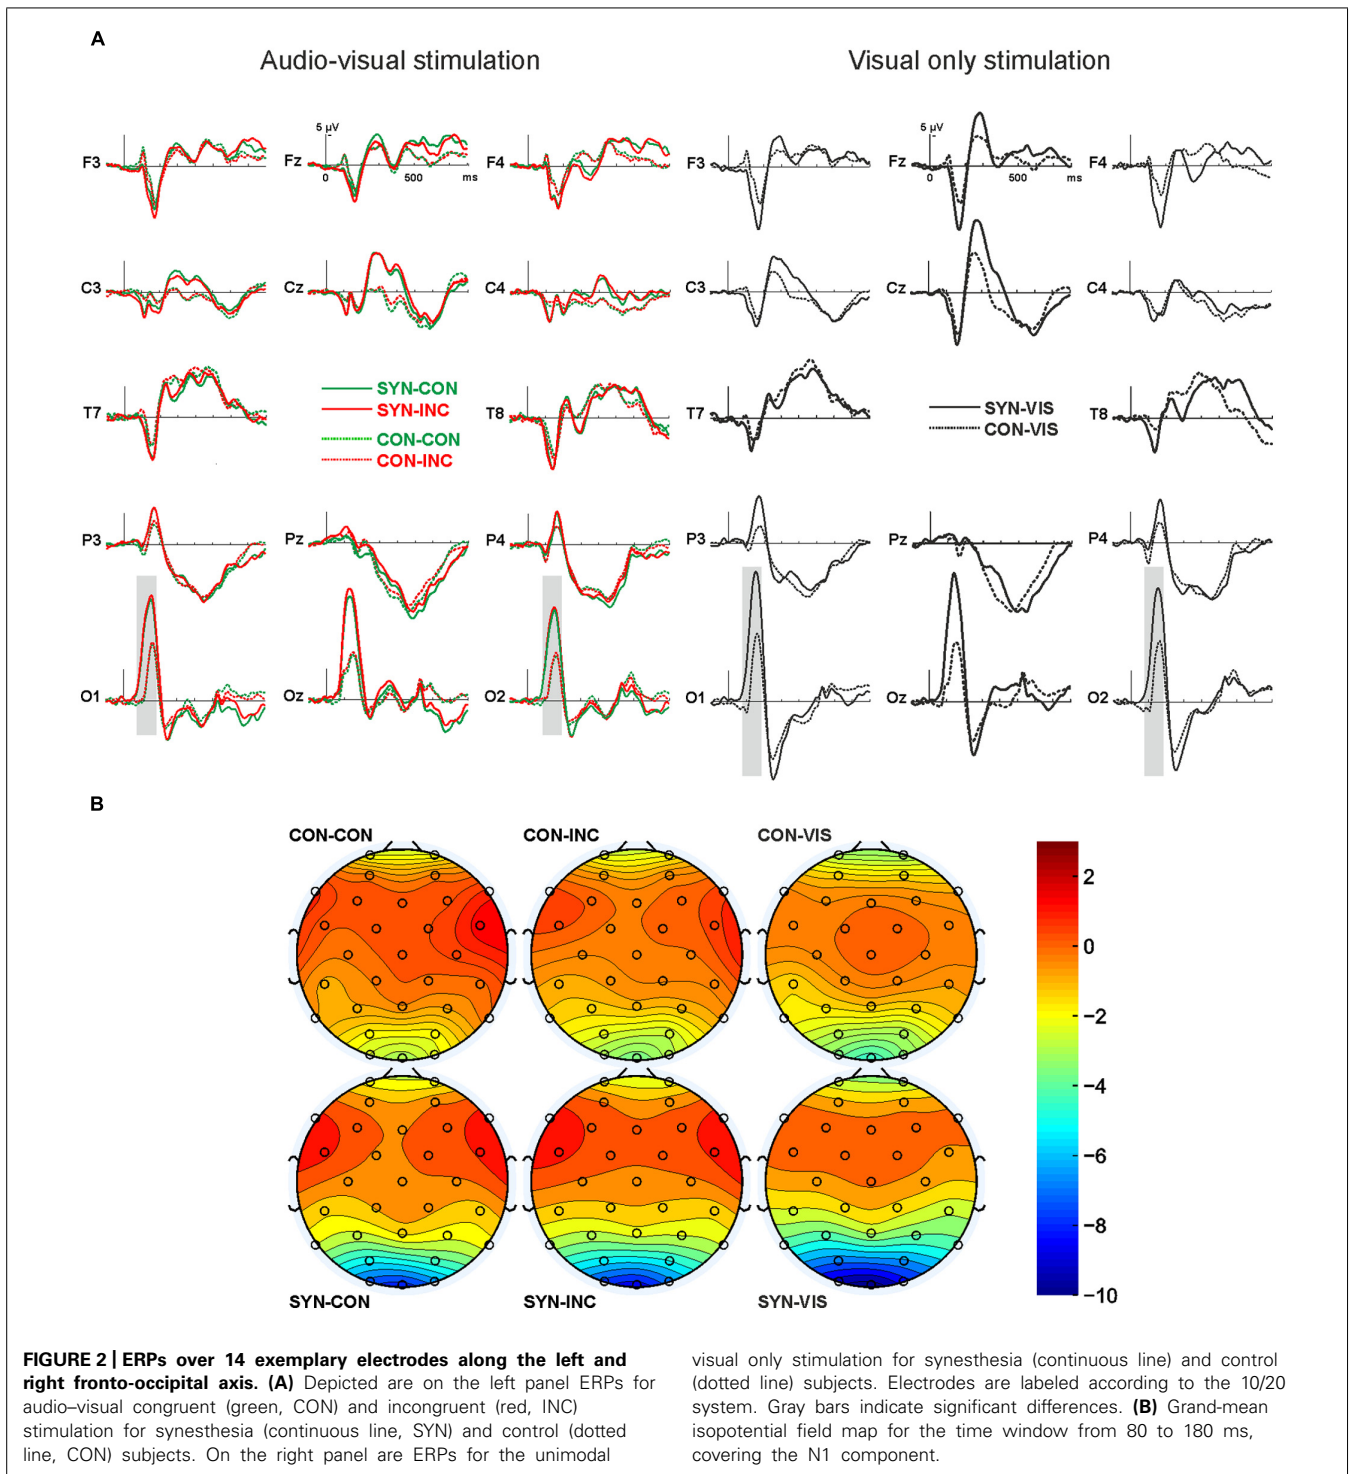 A
Audio-visual stimulation
Visual only stimulation
5 µV
5 µV
F3
Fz
F4
F3
Fz
F4
0
500
ms
0
500
ms
C3
Cz
C4
C3
Cz
C4
T7
SYN-CON
SYN-INC
CON-CON
CON-INC
T8
T7
SYN-VIS
CON-VIS
T8
P3
Pz
P4
P3
Pz
P4
O1
Oz
O2
O1
Oz
O2
B
CON-CON
CON-INC
CON-VIS
2
0
−2
−4
−6
−8
−10
SYN-CON
SYN-INC
SYN-VIS
FIGURE 2 | ERPs over 14 exemplary electrodes along the left and
right fronto-occipital axis. (A) Depicted are on the left panel ERPs for
audio–visual congruent (green, CON) and incongruent (red, INC)
stimulation for synesthesia (continuous line, SYN) and control (dotted
line, CON) subjects. On the right panel are ERPs for the unimodal
visual only stimulation for synesthesia (continuous line) and control
(dotted line) subjects. Electrodes are labeled according to the 10/20
system. Gray bars indicate significant differences. (B) Grand-mean
isopotential field map for the time window from 80 to 180 ms,
covering the N1 component.